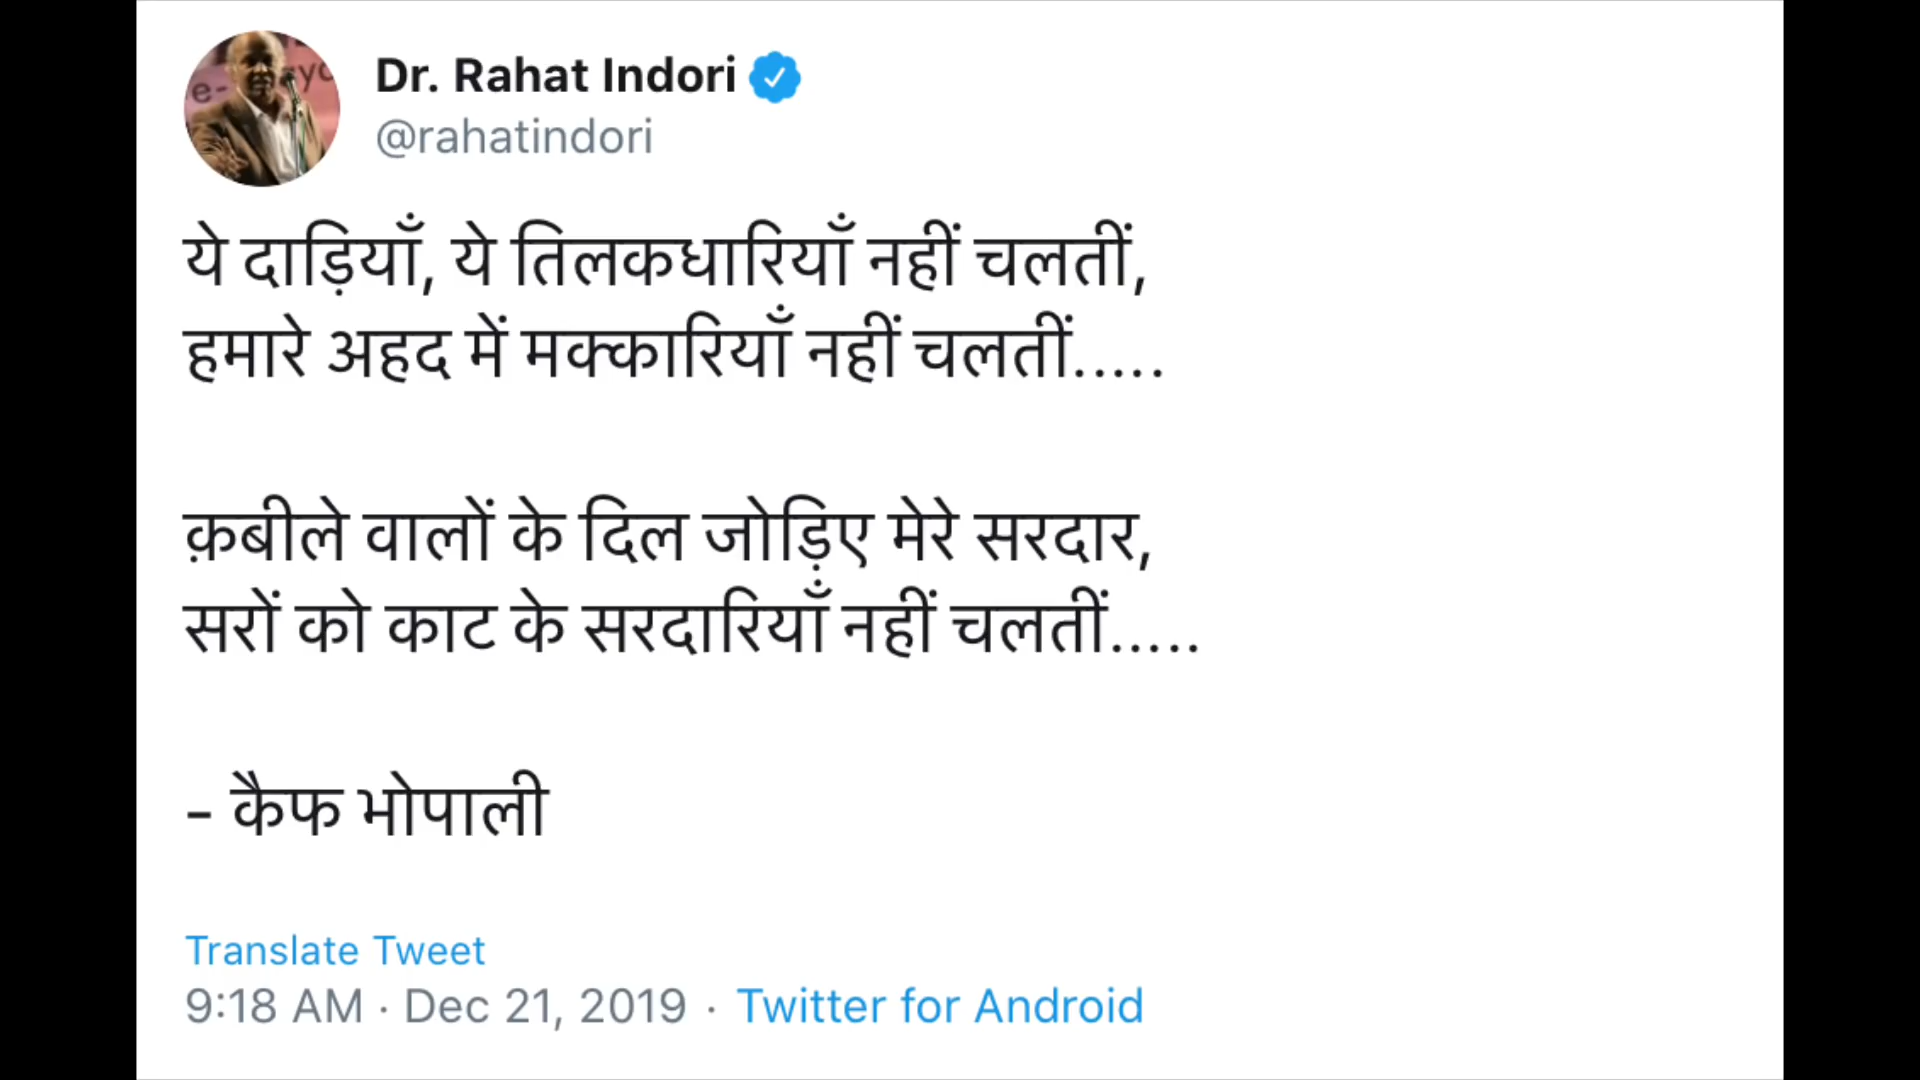 Dr. Rahat Indori
@rahatindori
ये दाड़ियाँ, ये तिलकधारियाँ नहीं चलतीं,
हमारे अहद में मक्कारियाँ नहीं चलतीं.....
क़बीले वालों के दिल जोड़िए मेरे सरदार,
सरों को काट के सरदारियाँ नहीं चलतीं.....
- कैफ भोपाली
Translate Tweet
9:18 AM · Dec 21, 2019 · Twitter for Android